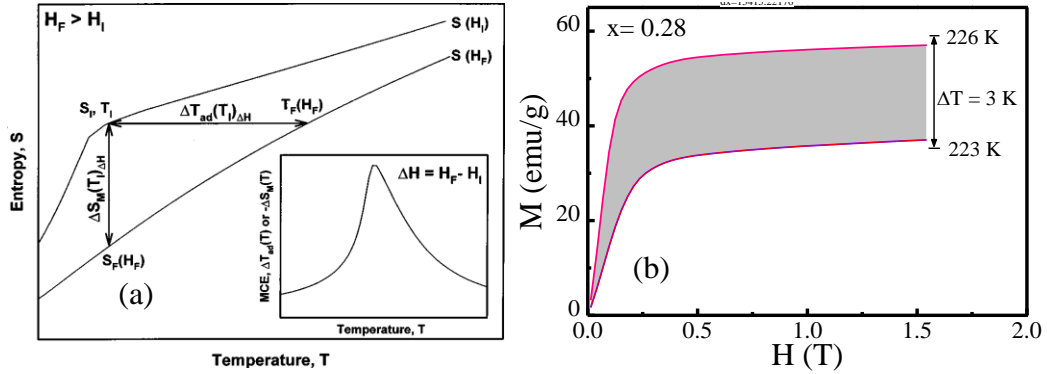 H_F > H_I
S (H_I)
S (H_F)
S_I, T_I
ΔT_ad(T_I)_ΔH
T_F(H_F)
ΔS_M(T_I)_ΔH
S_F(H_F)
(a)
Entropy, S
Temperature, T
ΔH = H_F- H_I
MCE, ΔT_ad(T) or -ΔS_M(T)
Temperature, T
x= 0.28
226 K
ΔT = 3 K
223 K
(b)
M (emu/g)
60
40
20
0
0.0 0.5 1.0 1.5 2.0
H (T)